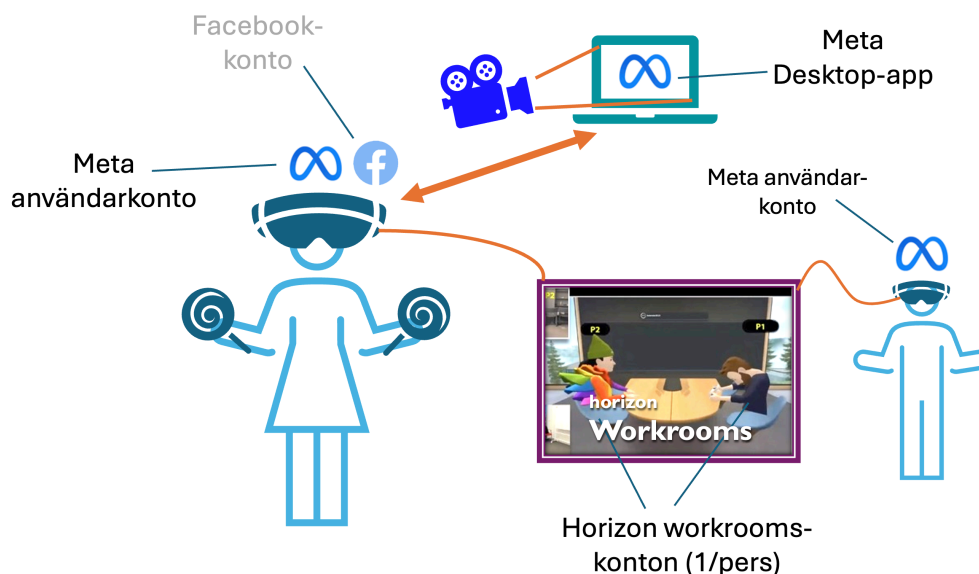 Facebook-
konto
Meta
Desktop-app
Meta
användarkonto
Meta användar-
konto
P2
P2
P1
horizon
Workrooms
Horizon workrooms-
konton (1/pers)